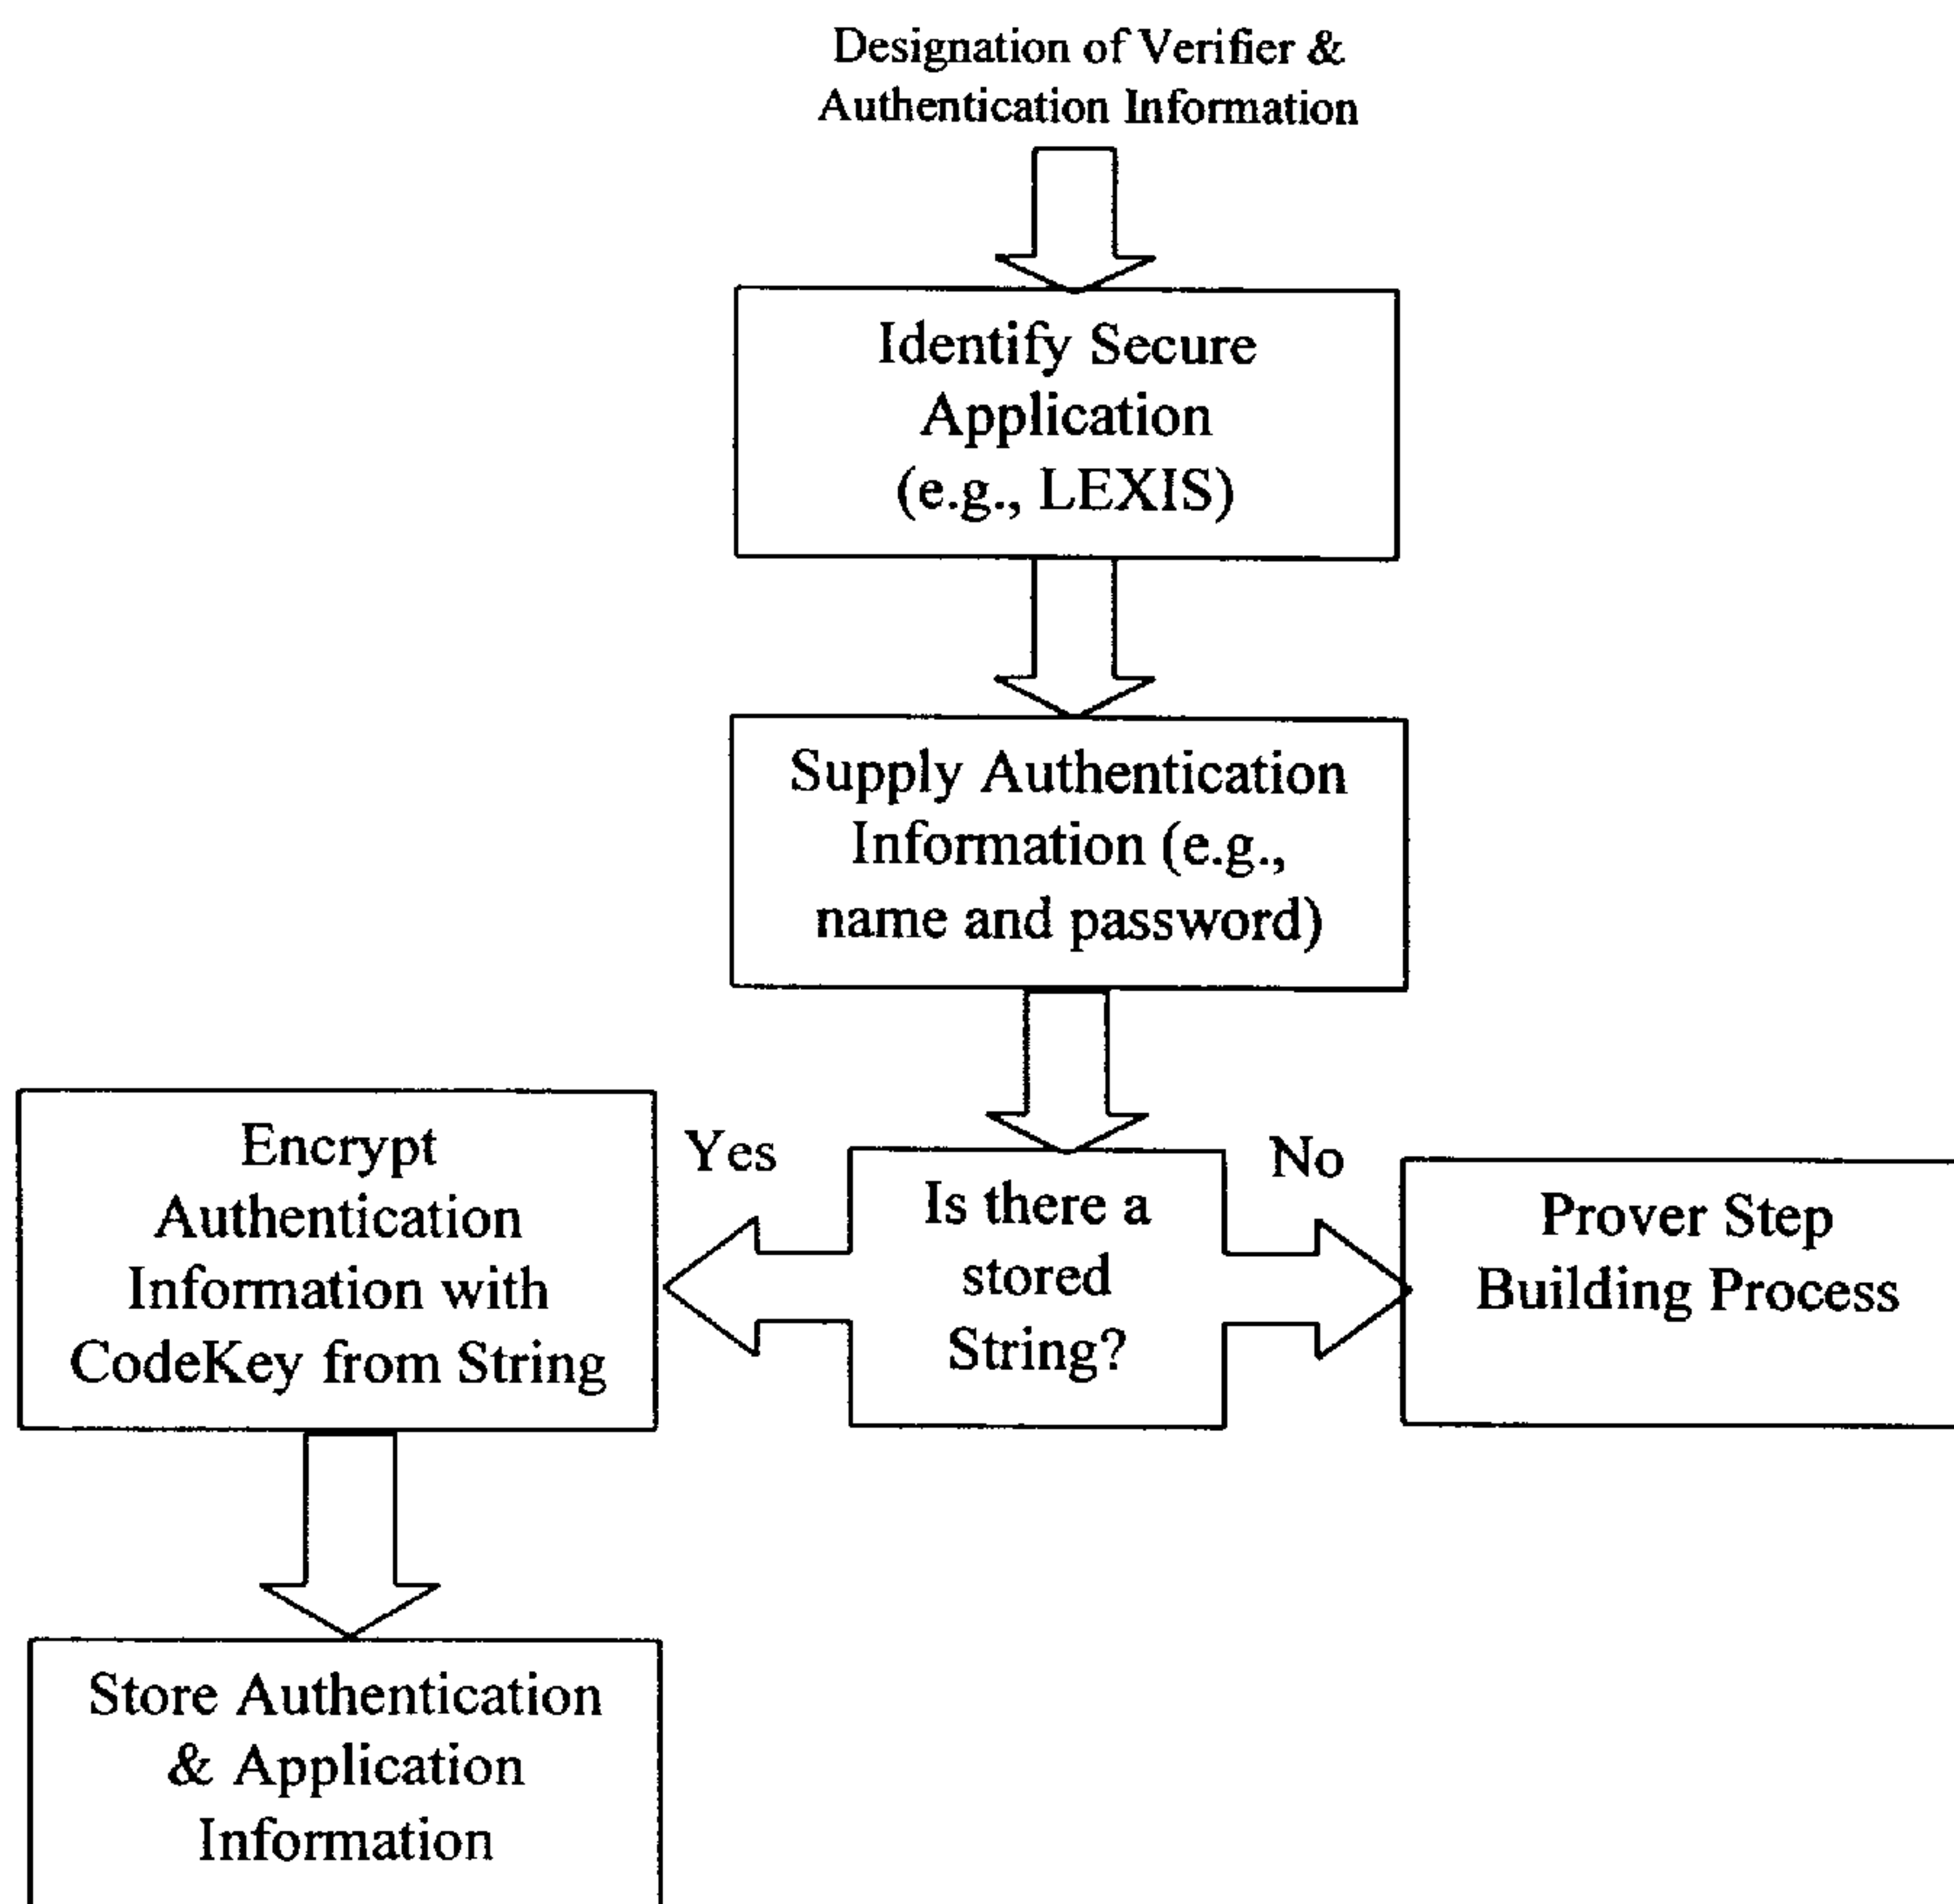 Designation of Verifier &
Authentication Information
Identify Secure
Application
(e.g., LEXIS)
Supply Authentication
Information (e.g.,
name and password)
Encrypt
Authentication
Information with
CodeKey from String
Yes
Is there a
stored
String?
No
Prover Step
Building Process
Store Authentication
& Application
Information